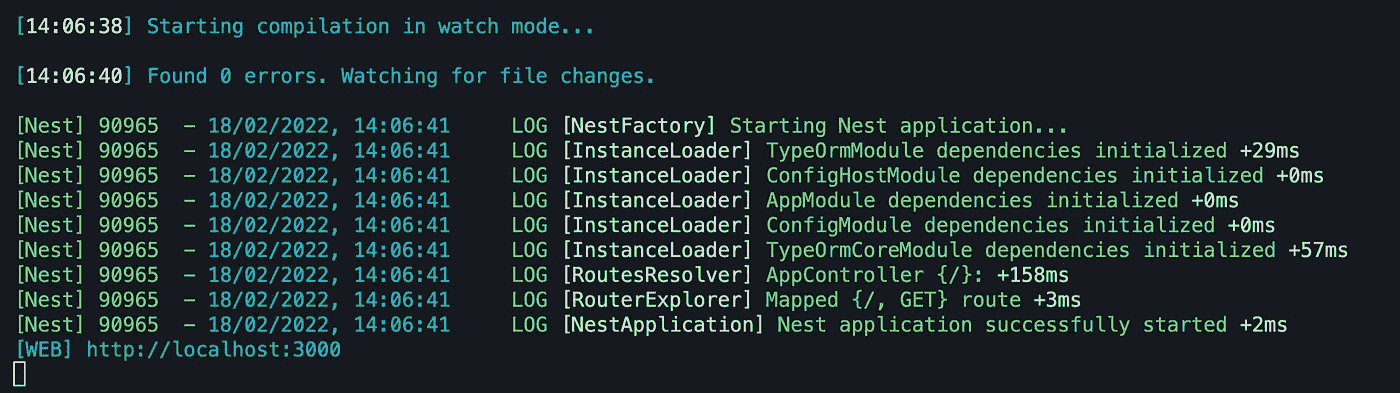 [14:06:38] Starting compilation in watch mode...
[14:06:40] Found 0 errors. Watching for file changes.
[Nest] 90965  - 18/02/2022, 14:06:41     LOG [NestFactory] Starting Nest application...
[Nest] 90965  - 18/02/2022, 14:06:41     LOG [InstanceLoader] TypeOrmModule dependencies initialized +29ms
[Nest] 90965  - 18/02/2022, 14:06:41     LOG [InstanceLoader] ConfigHostModule dependencies initialized +0ms
[Nest] 90965  - 18/02/2022, 14:06:41     LOG [InstanceLoader] AppModule dependencies initialized +0ms
[Nest] 90965  - 18/02/2022, 14:06:41     LOG [InstanceLoader] ConfigModule dependencies initialized +0ms
[Nest] 90965  - 18/02/2022, 14:06:41     LOG [InstanceLoader] TypeOrmCoreModule dependencies initialized +57ms
[Nest] 90965  - 18/02/2022, 14:06:41     LOG [RoutesResolver] AppController {/}: +158ms
[Nest] 90965  - 18/02/2022, 14:06:41     LOG [RouterExplorer] Mapped {/, GET} route +3ms
[Nest] 90965  - 18/02/2022, 14:06:41     LOG [NestApplication] Nest application successfully started +2ms
[WEB] http://localhost:3000